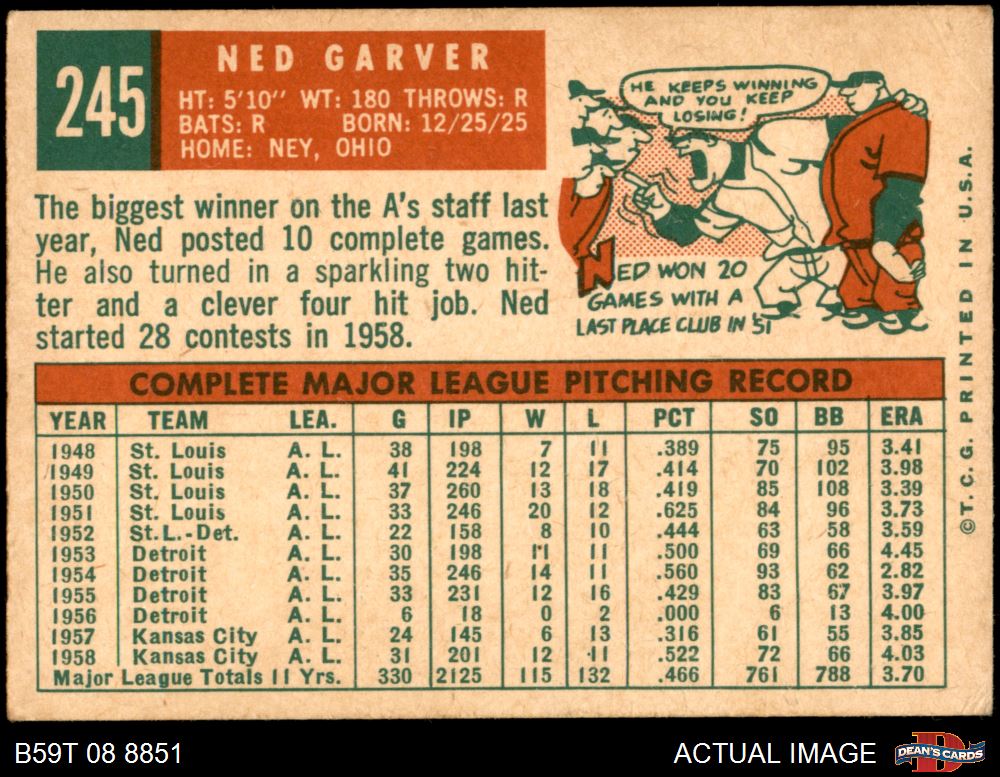 245
NED GARVER
HT: 5'10" WT: 180 THROWS: R
BATS: R BORN: 12/25/25
HOME: NEY, OHIO
The biggest winner on the A's staff last
year, Ned posted 10 complete games.
He also turned in a sparkling two hit-
ter and a clever four hit job. Ned
started 28 contests in 1958.
HE KEEPS WINNING
AND YOU KEEP
LOSING!
NED WON 20
GAMES WITH A
LAST PLACE CLUB IN '51
COMPLETE MAJOR LEAGUE PITCHING RECORD
YEAR TEAM LEA. G IP W L PCT SO BB ERA
1948 St. Louis A. L. 38 198 7 11 .389 75 95 3.41
1949 St. Louis A. L. 41 224 12 17 .414 70 102 3.98
1950 St. Louis A. L. 37 260 13 18 .419 85 108 3.39
1951 St. Louis A. L. 33 246 20 12 .625 84 96 3.73
1952 St.L.-Det. A. L. 22 158 8 10 .444 63 58 3.59
1953 Detroit A. L. 30 198 11 11 .500 69 66 4.45
1954 Detroit A. L. 35 246 14 11 .560 93 62 2.82
1955 Detroit A. L. 33 231 12 16 .429 83 67 3.97
1956 Detroit A. L. 6 18 0 2 .000 6 13 4.00
1957 Kansas City A. L. 24 145 6 13 .316 61 55 3.85
1958 Kansas City A. L. 31 201 12 11 .522 72 66 4.03
Major League Totals 11 Yrs. 330 2125 115 132 .466 761 788 3.70
©T.C.G. PRINTED IN U.S.A.
B59T 08 8851
ACTUAL IMAGE
DEAN'S CARDS